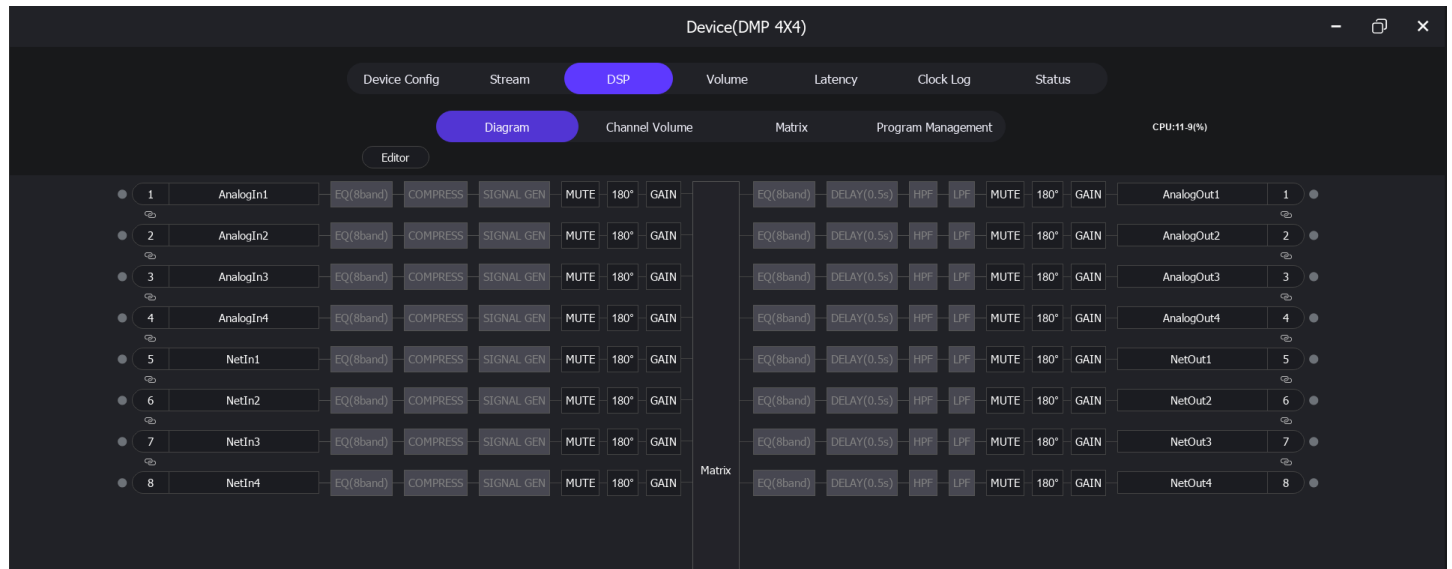 Device(DMP 4X4)
Device Config Stream DSP Volume Latency Clock Log Status
Diagram Channel Volume Matrix Program Management CPU:11-9(%)
Editor
1 AnalogIn1 EQ(8band) COMPRESS SIGNAL GEN MUTE 180° GAIN EQ(8band) DELAY(0.5s) HPF LPF MUTE 180° GAIN AnalogOut1 1
2 AnalogIn2 EQ(8band) COMPRESS SIGNAL GEN MUTE 180° GAIN EQ(8band) DELAY(0.5s) HPF LPF MUTE 180° GAIN AnalogOut2 2
3 AnalogIn3 EQ(8band) COMPRESS SIGNAL GEN MUTE 180° GAIN EQ(8band) DELAY(0.5s) HPF LPF MUTE 180° GAIN AnalogOut3 3
4 AnalogIn4 EQ(8band) COMPRESS SIGNAL GEN MUTE 180° GAIN EQ(8band) DELAY(0.5s) HPF LPF MUTE 180° GAIN AnalogOut4 4
5 NetIn1 EQ(8band) COMPRESS SIGNAL GEN MUTE 180° GAIN EQ(8band) DELAY(0.5s) HPF LPF MUTE 180° GAIN NetOut1 5
6 NetIn2 EQ(8band) COMPRESS SIGNAL GEN MUTE 180° GAIN EQ(8band) DELAY(0.5s) HPF LPF MUTE 180° GAIN NetOut2 6
7 NetIn3 EQ(8band) COMPRESS SIGNAL GEN MUTE 180° GAIN EQ(8band) DELAY(0.5s) HPF LPF MUTE 180° GAIN NetOut3 7
Matrix
8 NetIn4 EQ(8band) COMPRESS SIGNAL GEN MUTE 180° GAIN EQ(8band) DELAY(0.5s) HPF LPF MUTE 180° GAIN NetOut4 8